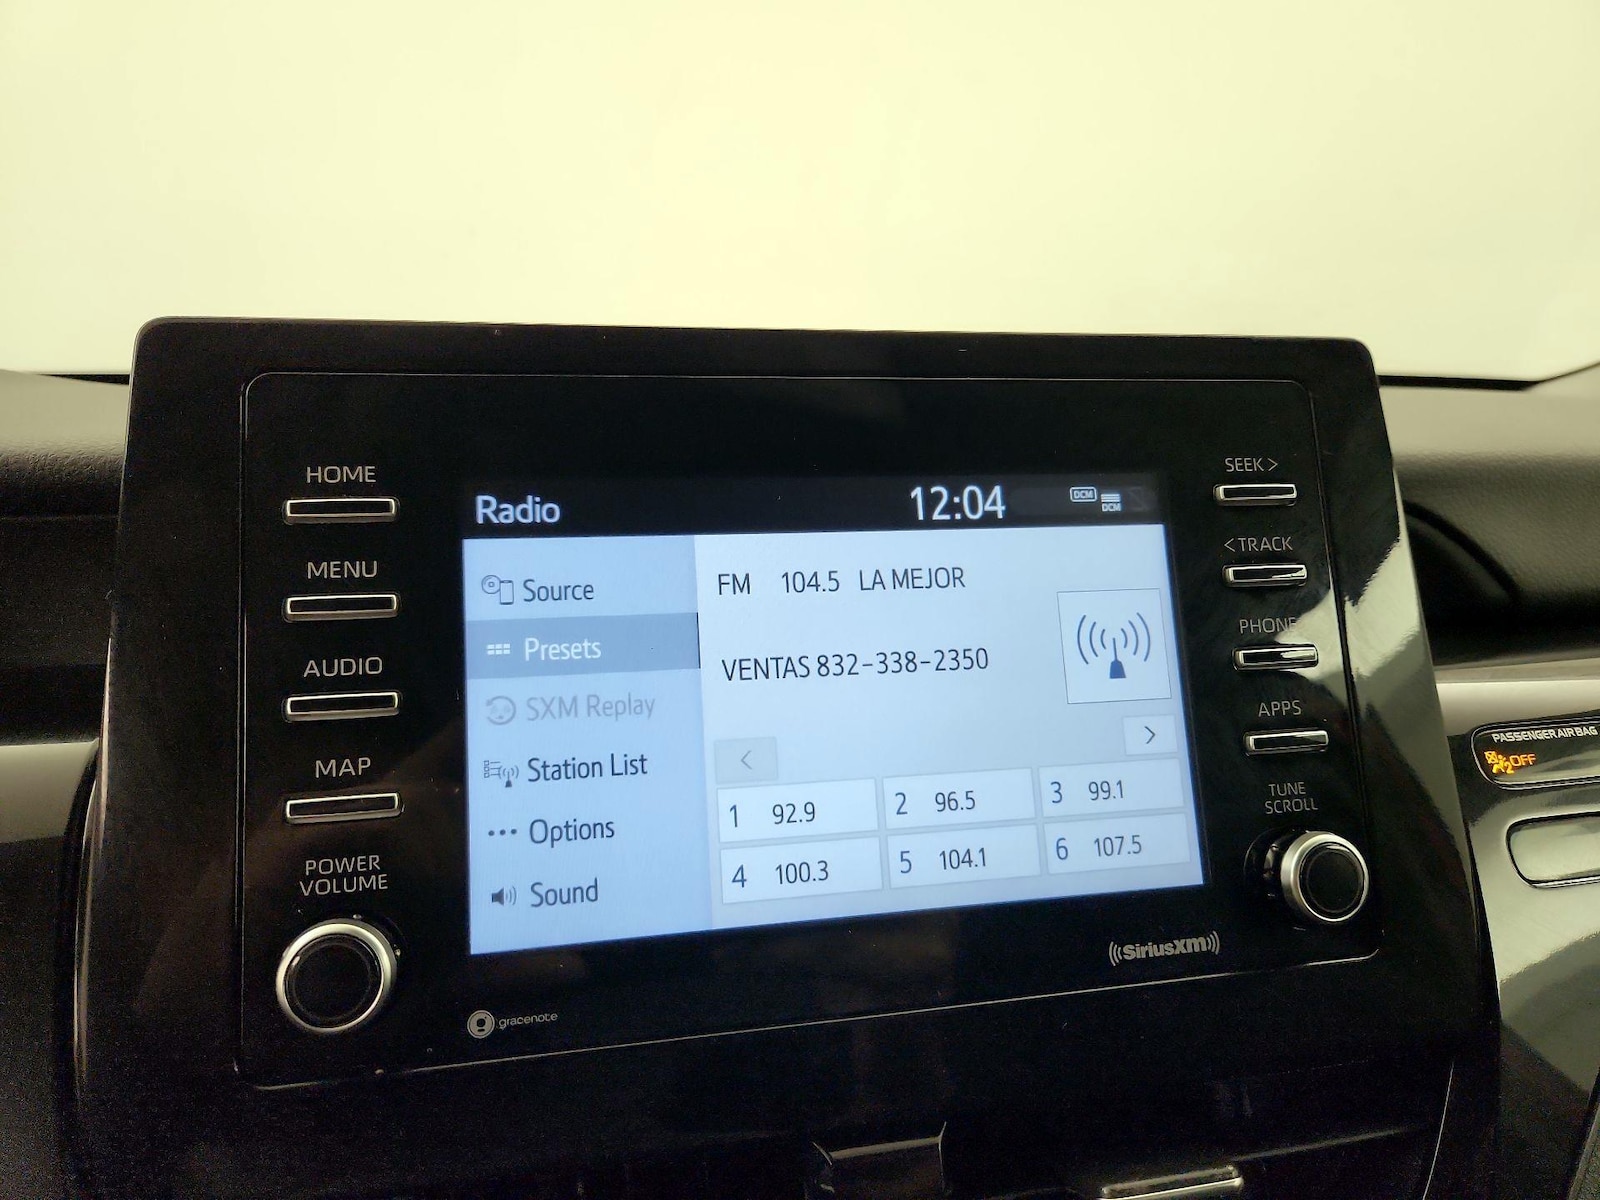 HOME
MENU
AUDIO
MAP
POWER
VOLUME
Radio
12:04
DCM
DCM
Source
Presets
SXM Replay
Station List
Options
Sound
FM 104.5 LA MEJOR
VENTAS 832-338-2350
<
>
1 92.9
2 96.5
3 99.1
4 100.3
5 104.1
6 107.5
SEEK >
< TRACK
PHONE
APPS
TUNE
SCROLL
gracenote
((SiriusXM))
PASSENGER AIR BAG
2 OFF